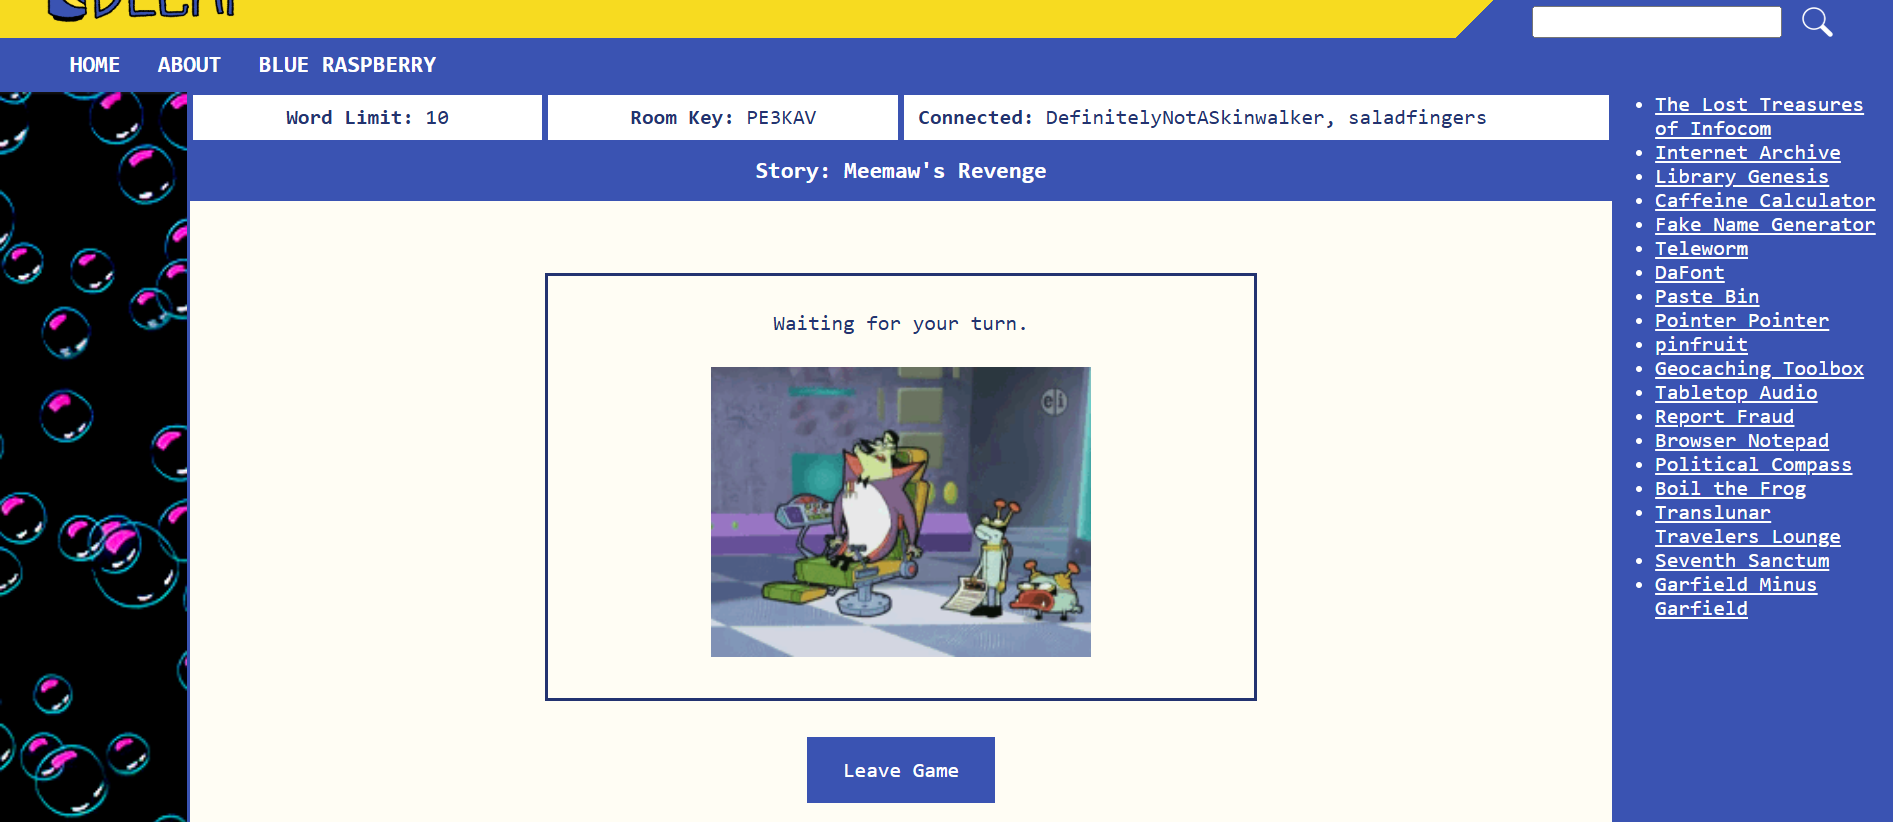 HOME ABOUT BLUE RASPBERRY
Word Limit: 10 Room Key: PE3KAV Connected: DefinitelyNotASkinwalker, saladfingers
Story: Meemaw's Revenge
Waiting for your turn.
ei
Leave Game
The Lost Treasures
of Infocom
Internet Archive
Library Genesis
Caffeine Calculator
Fake Name Generator
Teleworm
DaFont
Paste Bin
Pointer Pointer
pinfruit
Geocaching Toolbox
Tabletop Audio
Report Fraud
Browser Notepad
Political Compass
Boil the Frog
Translunar
Travelers Lounge
Seventh Sanctum
Garfield Minus
Garfield